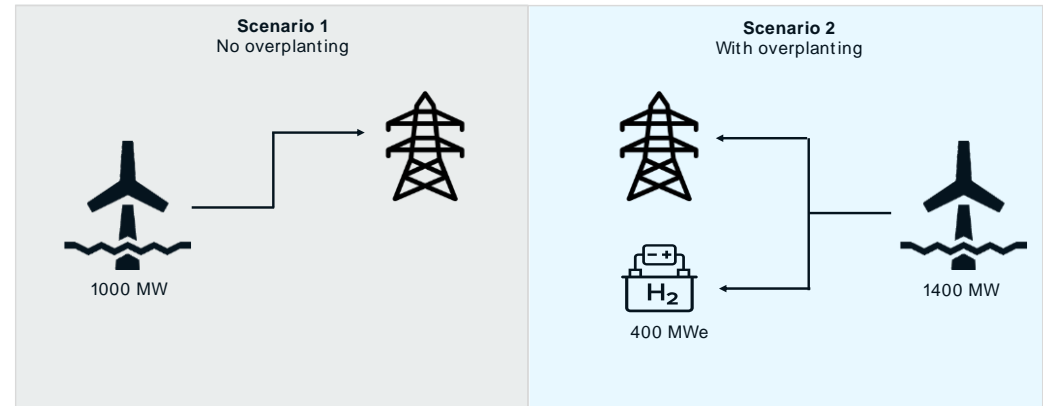 Scenario 1
No overplanting
1000 MW
Scenario 2
With overplanting
- +
H₂
400 MWe
1400 MW